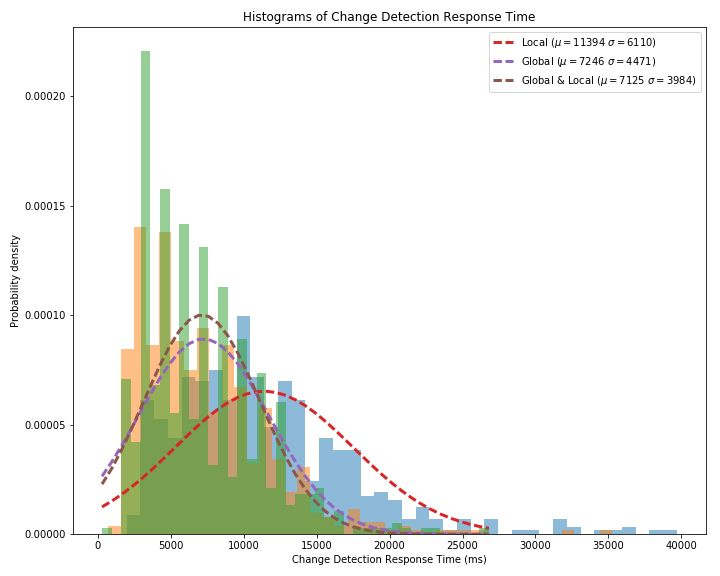 Histograms of Change Detection Response Time
Local (μ = 11394 σ = 6110)
Global (μ = 7246 σ = 4471)
Global & Local (μ = 7125 σ = 3984)
0.00020
0.00015
0.00010
0.00005
0.00000
Probability density
0 5000 10000 15000 20000 25000 30000 35000 40000
Change Detection Response Time (ms)